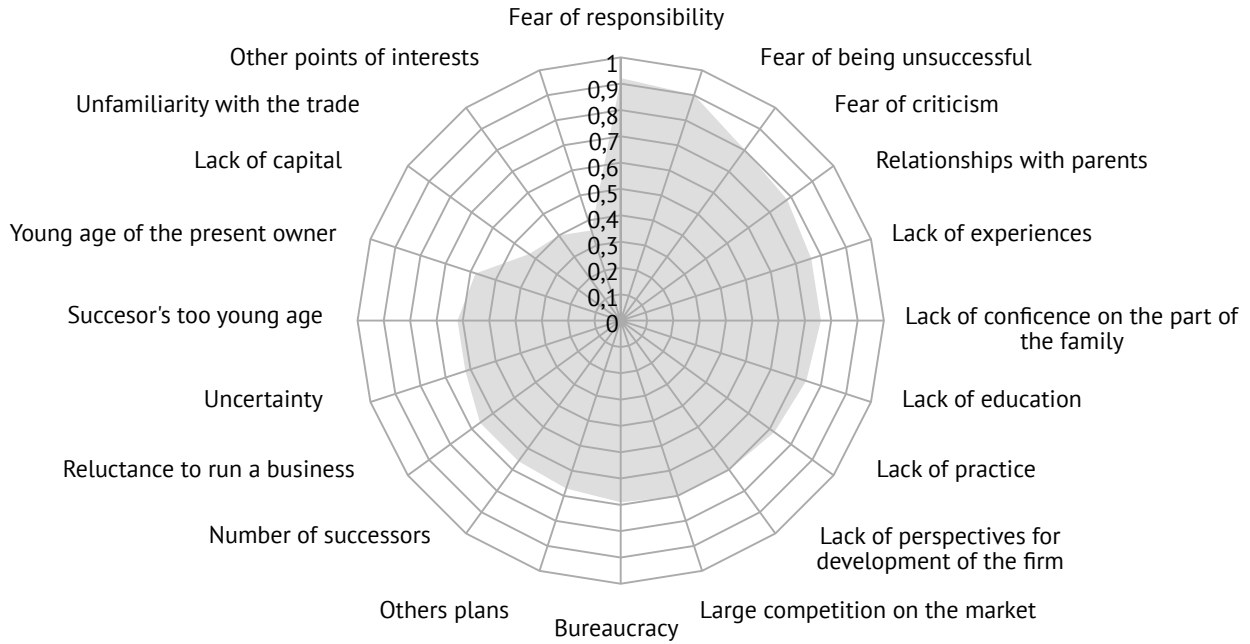 Fear of responsibility
Fear of being unsuccessful
Fear of criticism
Relationships with parents
Lack of experiences
Lack of conficence on the part of
the family
Lack of education
Lack of practice
Lack of perspectives for
development of the firm
Large competition on the market
Bureaucracy
Others plans
Number of successors
Reluctance to run a business
Uncertainty
Succesor's too young age
Young age of the present owner
Lack of capital
Unfamiliarity with the trade
Other points of interests
1
0,9
0,8
0,7
0,6
0,5
0,4
0,3
0,2
0,1
0